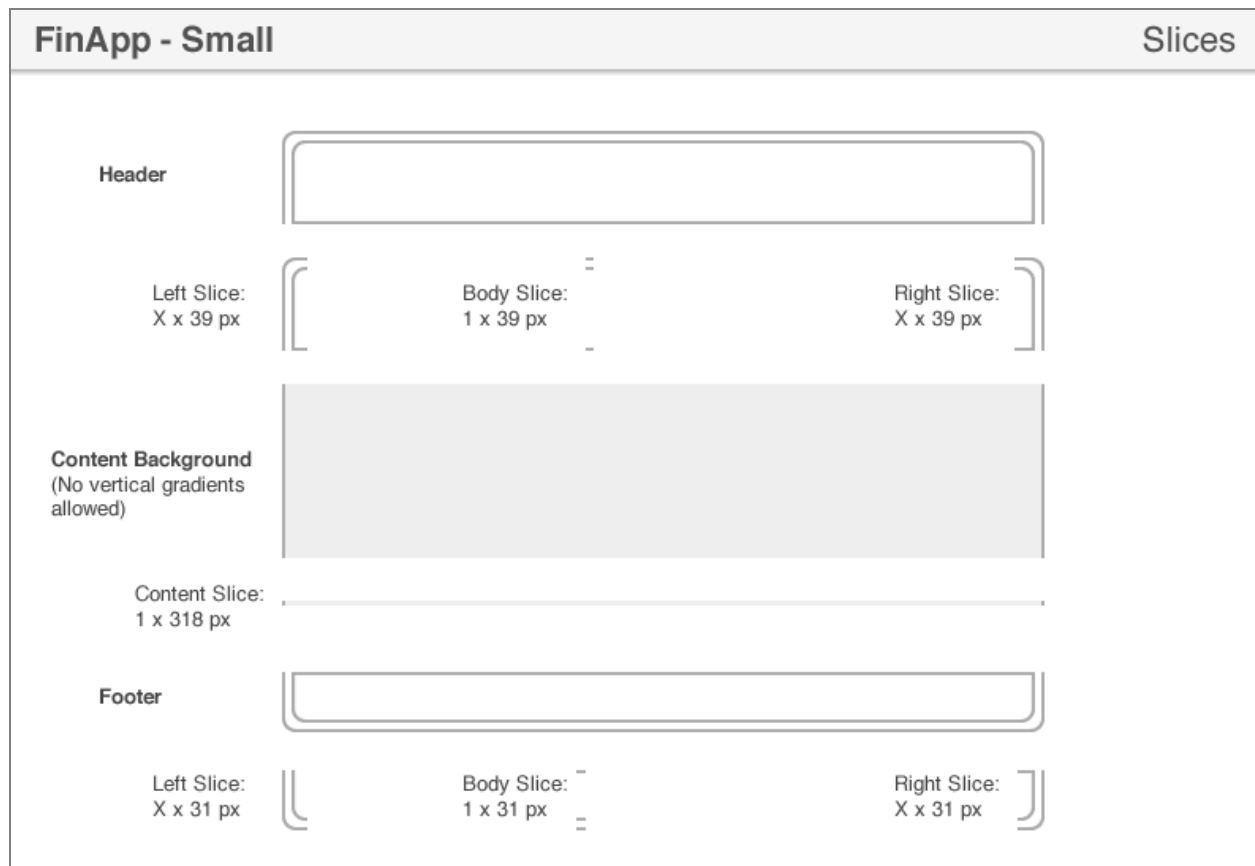 FinApp - Small
Slices
Header
Left Slice:
X x 39 px
Body Slice:
1 x 39 px
Right Slice:
X x 39 px
Content Background
(No vertical gradients
allowed)
Content Slice:
1 x 318 px
Footer
Left Slice:
X x 31 px
Body Slice:
1 x 31 px
Right Slice:
X x 31 px